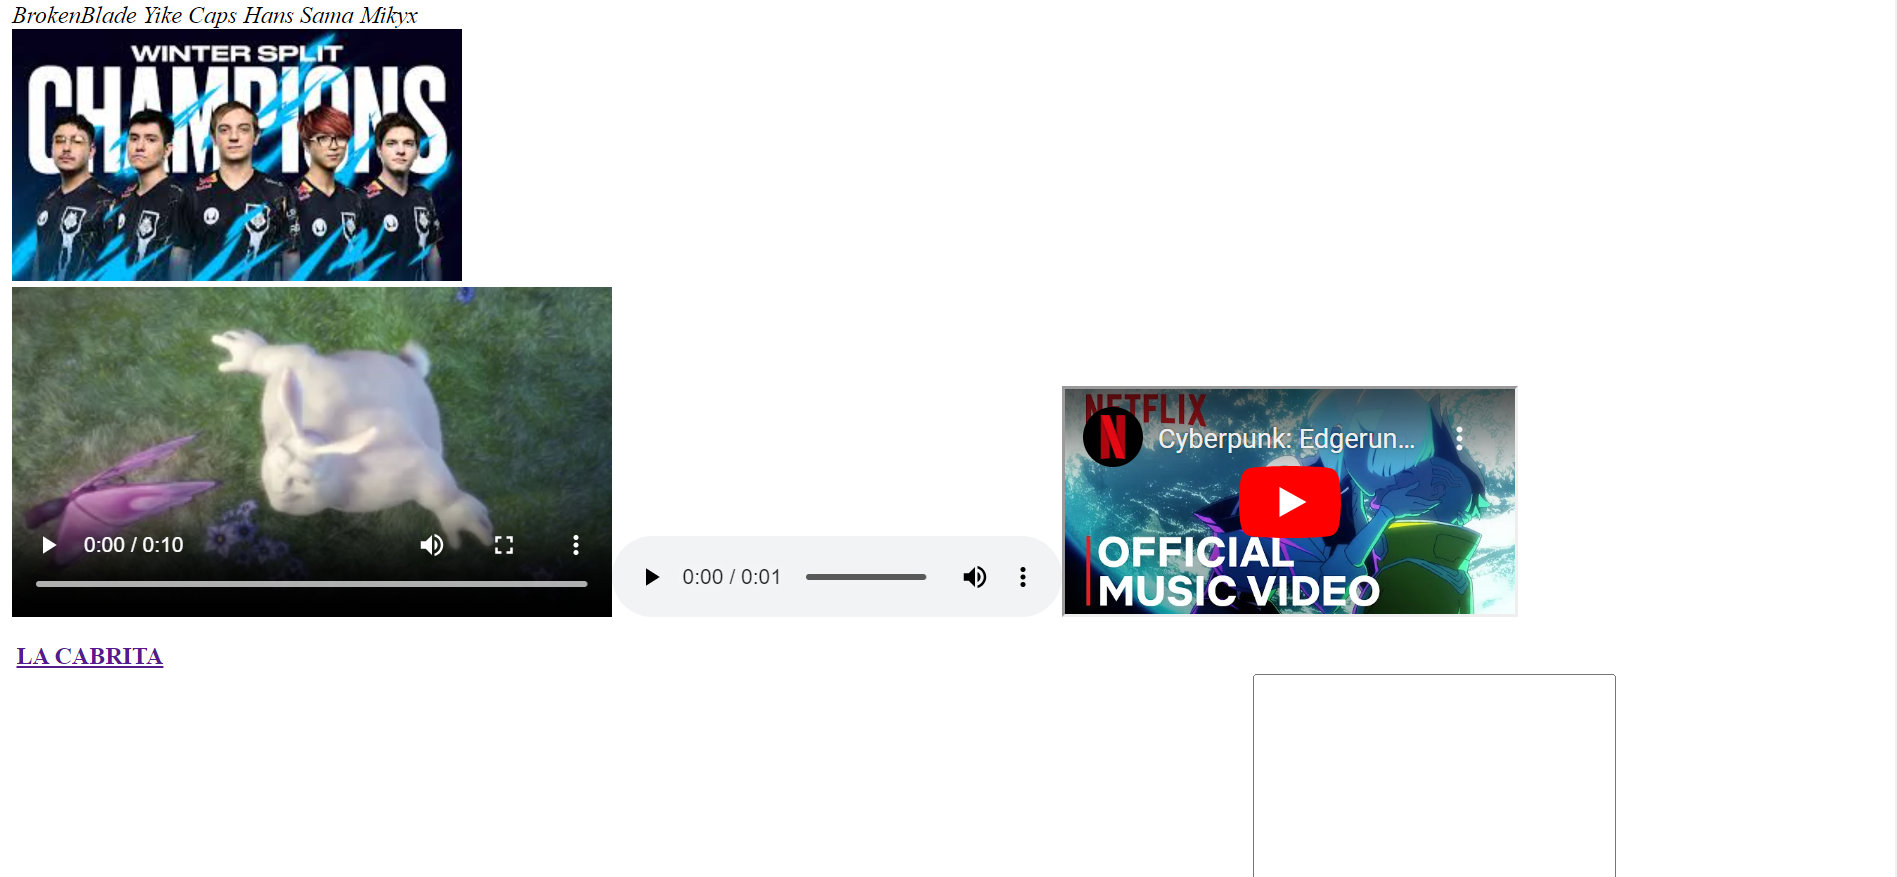 BrokenBlade Yike Caps Hans Sama Mikyx
WINTER SPLIT
CHAMPIONS
0:00 / 0:10
0:00 / 0:01
NETFLIX
N Cyberpunk: Edgerun...
OFFICIAL
MUSIC VIDEO
LA CABRITA